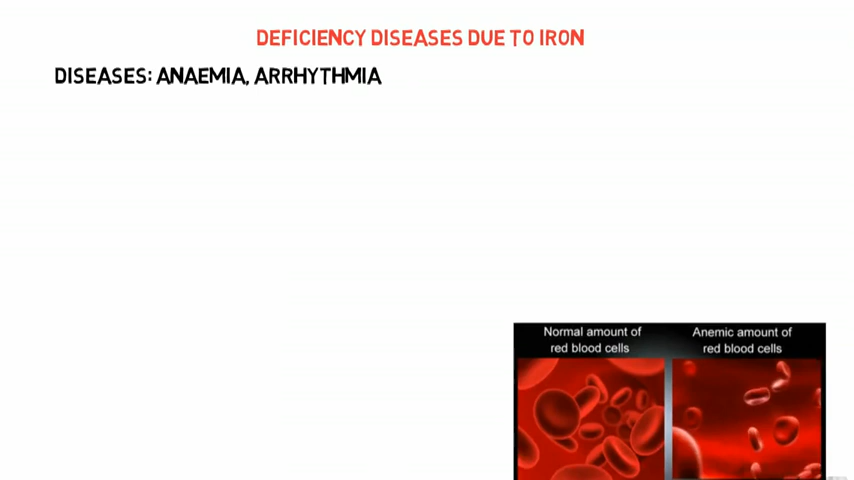 DEFICIENCY DISEASES DUE TO IRON
DISEASES: ANAEMIA, ARRHYTHMIA
Normal amount of
red blood cells
Anemic amount of
red blood cells